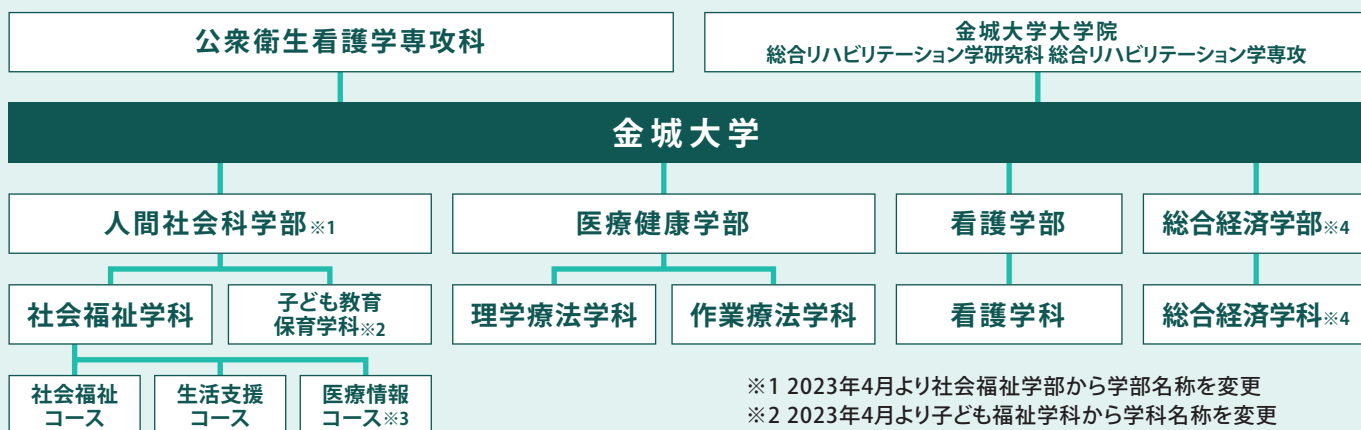 公衆衛生看護学専攻科
金城大学大学院
総合リハビリテーション学研究科 総合リハビリテーション学専攻
金城大学
人間社会科学部※1
医療健康学部
看護学部
総合経済学部※4
社会福祉学科
子ども教育
保育学科※2
理学療法学科
作業療法学科
看護学科
総合経済学科※4
社会福祉
コース
生活支援
コース
医療情報
コース※3
※1 2023年4月より社会福祉学部から学部名称を変更
※2 2023年4月より子ども福祉学科から学科名称を変更